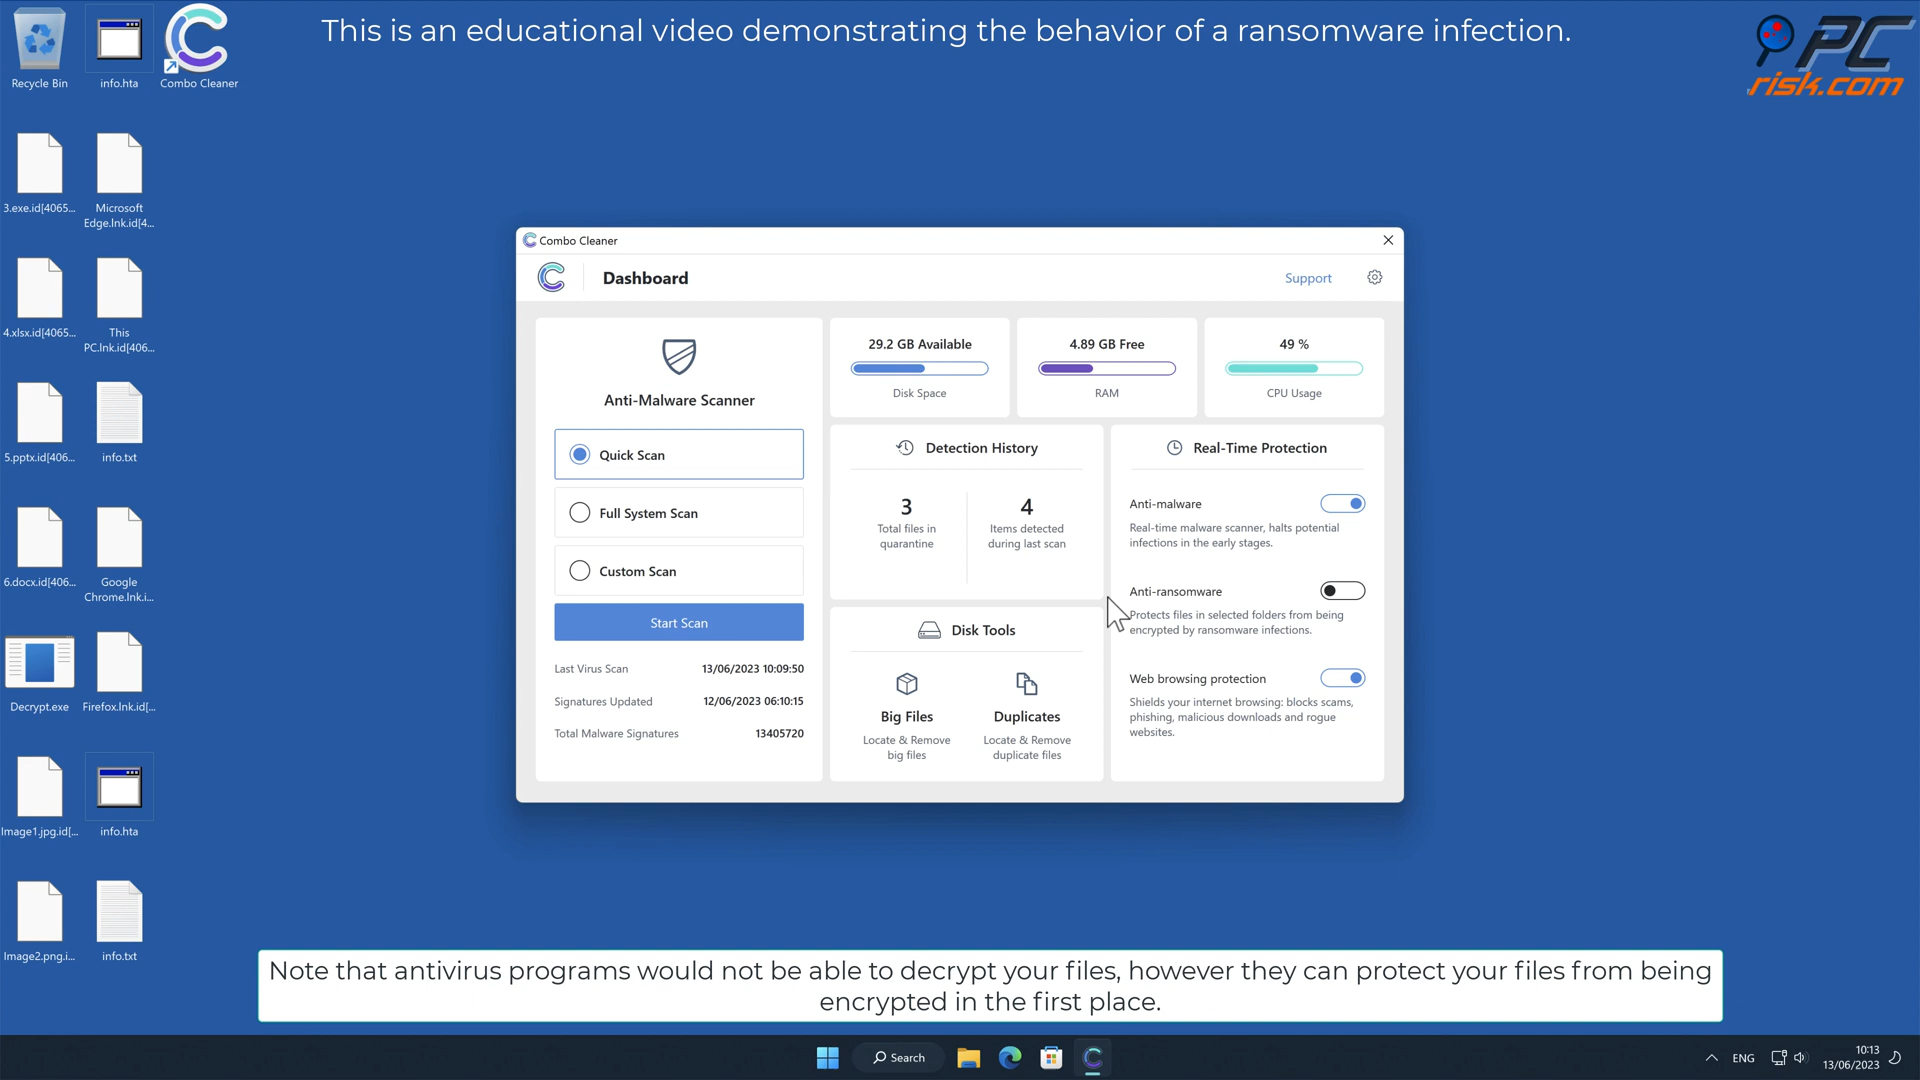 This is an educational video demonstrating the behavior of a ransomware infection.
PC
risk.com
Recycle Bin
info.hta
Combo Cleaner
3.exe.id[4065...
Microsoft
Edge.lnk.id[4...
4.xlsx.id[4065...
This
PC.lnk.id[406...
5.pptx.id[406...
info.txt
6.docx.id[406...
Google
Chrome.lnk.i...
Decrypt.exe
Firefox.lnk.id[...
Image1.jpg.id[...
info.hta
Image2.png.i...
info.txt
Combo Cleaner
Dashboard
Support
Anti-Malware Scanner
Quick Scan
Full System Scan
Custom Scan
Start Scan
Last Virus Scan 13/06/2023 10:09:50
Signatures Updated 12/06/2023 06:10:15
Total Malware Signatures 13405720
29.2 GB Available
Disk Space
4.89 GB Free
RAM
49 %
CPU Usage
Detection History
3
Total files in
quarantine
4
Items detected
during last scan
Disk Tools
Big Files
Locate & Remove
big files
Duplicates
Locate & Remove
duplicate files
Real-Time Protection
Anti-malware
Real-time malware scanner, halts potential
infections in the early stages.
Anti-ransomware
Protects files in selected folders from being
encrypted by ransomware infections.
Web browsing protection
Shields your internet browsing: blocks scams,
phishing, malicious downloads and rogue
websites.
Note that antivirus programs would not be able to decrypt your files, however they can protect your files from being
encrypted in the first place.
Search
ENG
10:13
13/06/2023